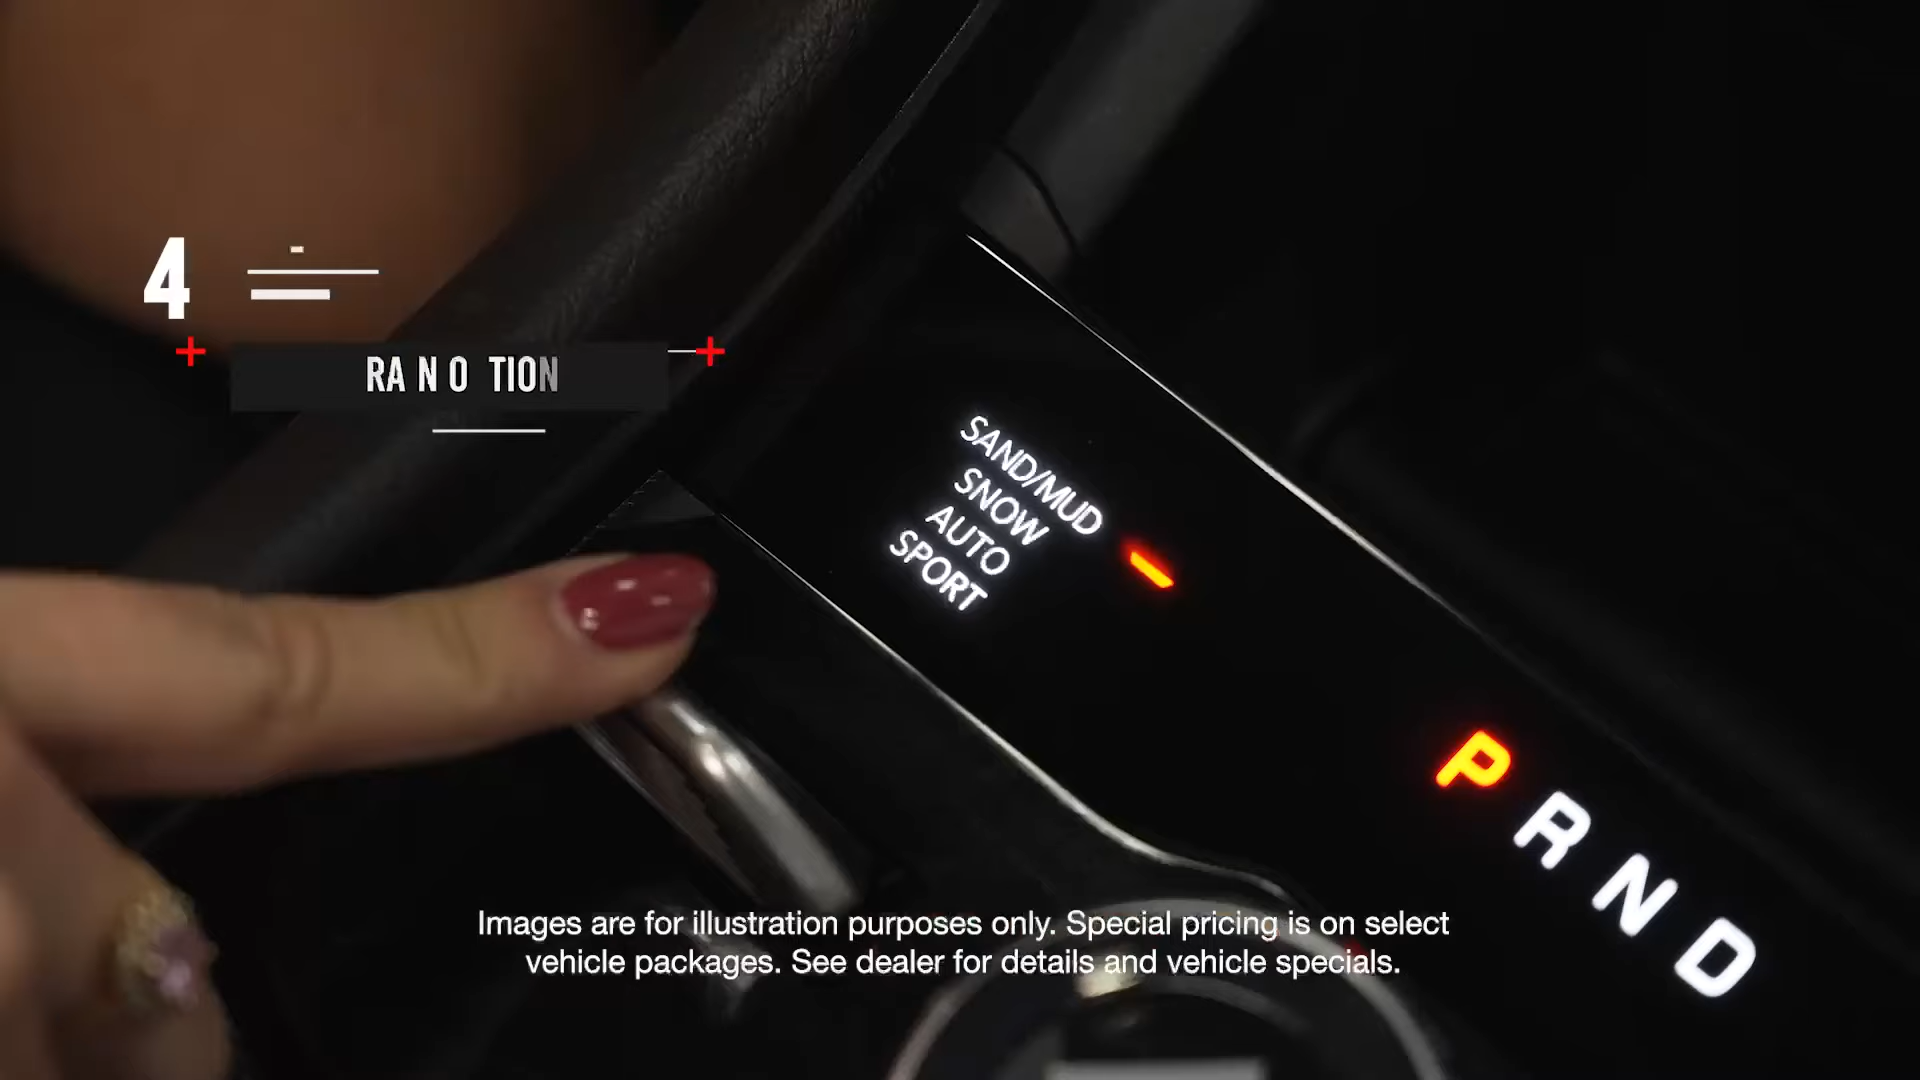 4
RA N O TION
SAND/MUD
SNOW
AUTO
SPORT
P R N D
Images are for illustration purposes only. Special pricing is on select
vehicle packages. See dealer for details and vehicle specials.